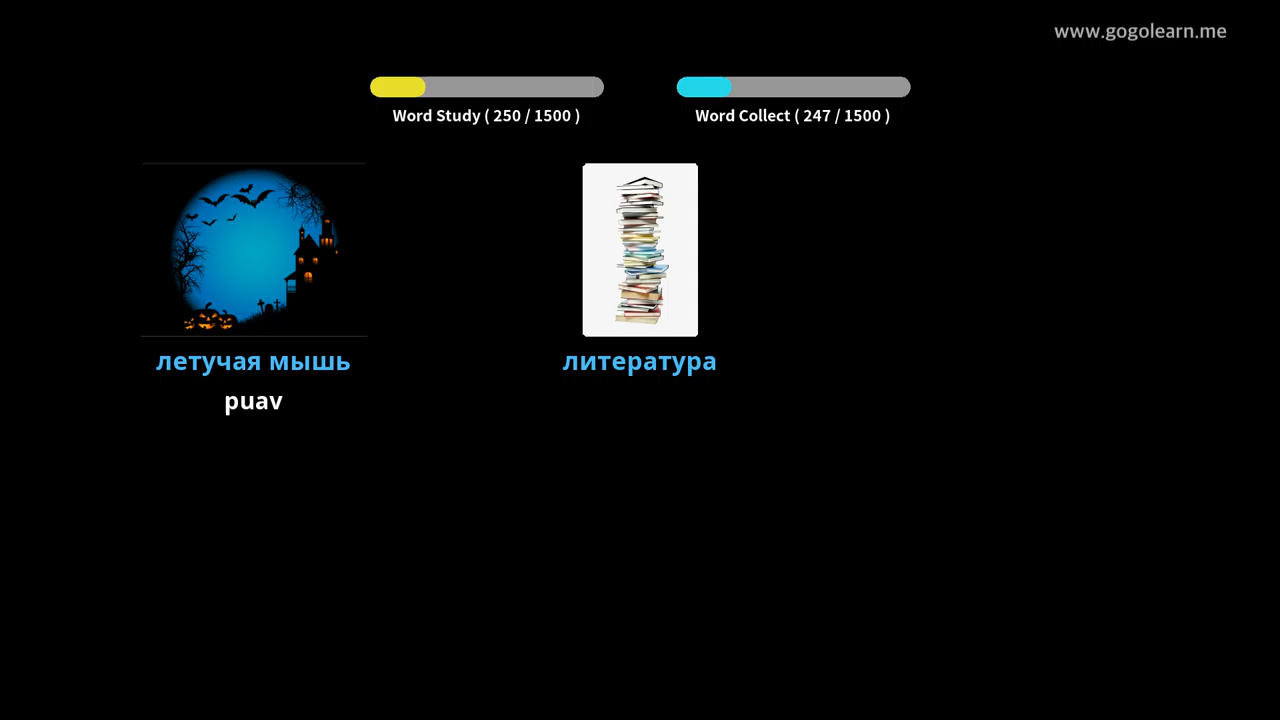 www.gogolearn.me
Word Study ( 250 / 1500 )
Word Collect ( 247 / 1500 )
летучая мышь
puav
литература